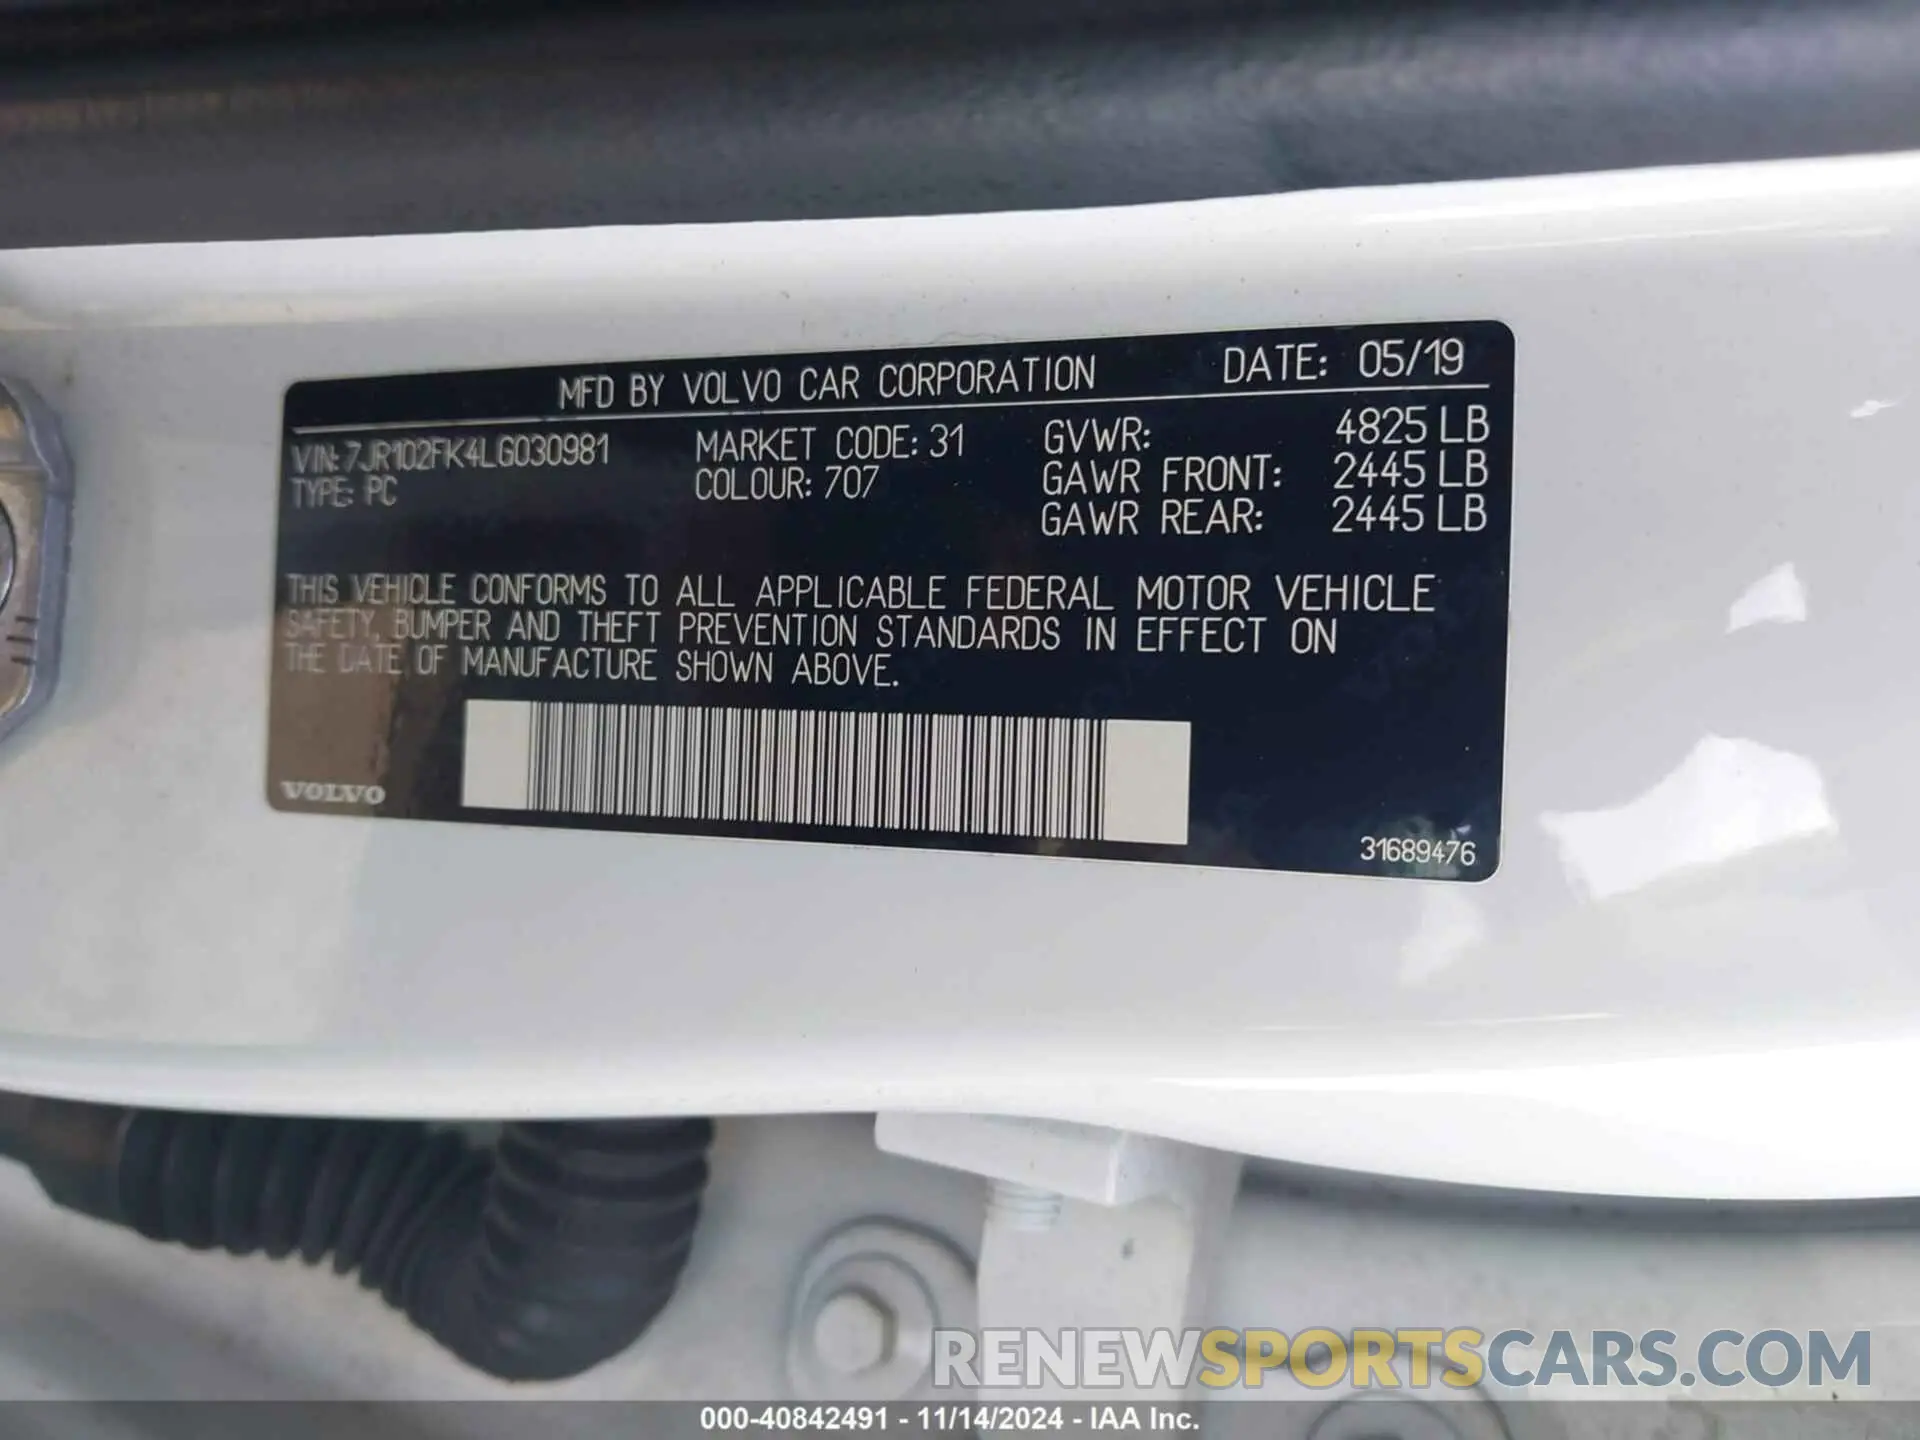 MFD BY VOLVO CAR CORPORATION DATE: 05/19
VIN: 7JR102FK4LG030981 MARKET CODE: 31 GVWR: 4825 LB
TYPE: PC COLOUR: 707 GAWR FRONT: 2445 LB
GAWR REAR: 2445 LB
THIS VEHICLE CONFORMS TO ALL APPLICABLE FEDERAL MOTOR VEHICLE
SAFETY, BUMPER AND THEFT PREVENTION STANDARDS IN EFFECT ON
THE DATE OF MANUFACTURE SHOWN ABOVE.
VOLVO
31689476
RENEWSPORTSCARS.COM
000-40842491 - 11/14/2024 - IAA Inc.